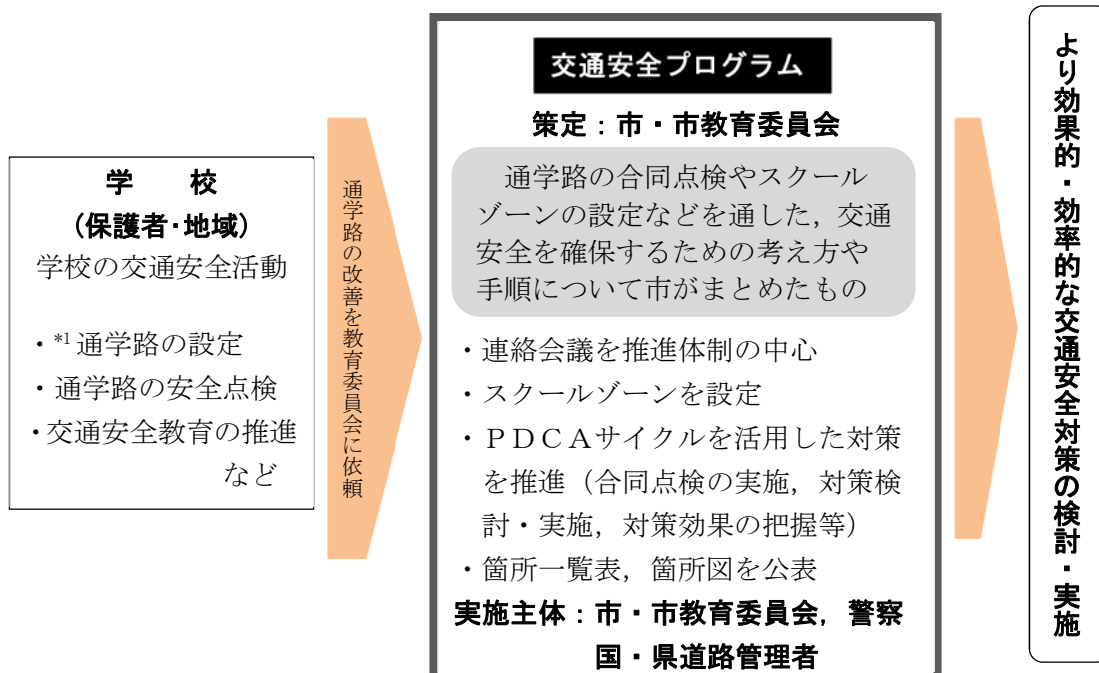 学　校
（保護者・地域）
学校の交通安全活動
・*1 通学路の設定
・通学路の安全点検
・交通安全教育の推進
など
通学路の改善を教育委員会に依頼
交通安全プログラム
策定：市・市教育委員会
通学路の合同点検やスクール
ゾーンの設定などを通した，交通
安全を確保するための考え方や
手順について市がまとめたもの
・連絡会議を推進体制の中心
・スクールゾーンを設定
・ＰＤＣＡサイクルを活用した対策
を推進（合同点検の実施，対策検
討・実施，対策効果の把握等）
・箇所一覧表，箇所図を公表
実施主体：市・市教育委員会，警察
国・県道路管理者
より効果的・効率的な交通安全対策の検討・実施